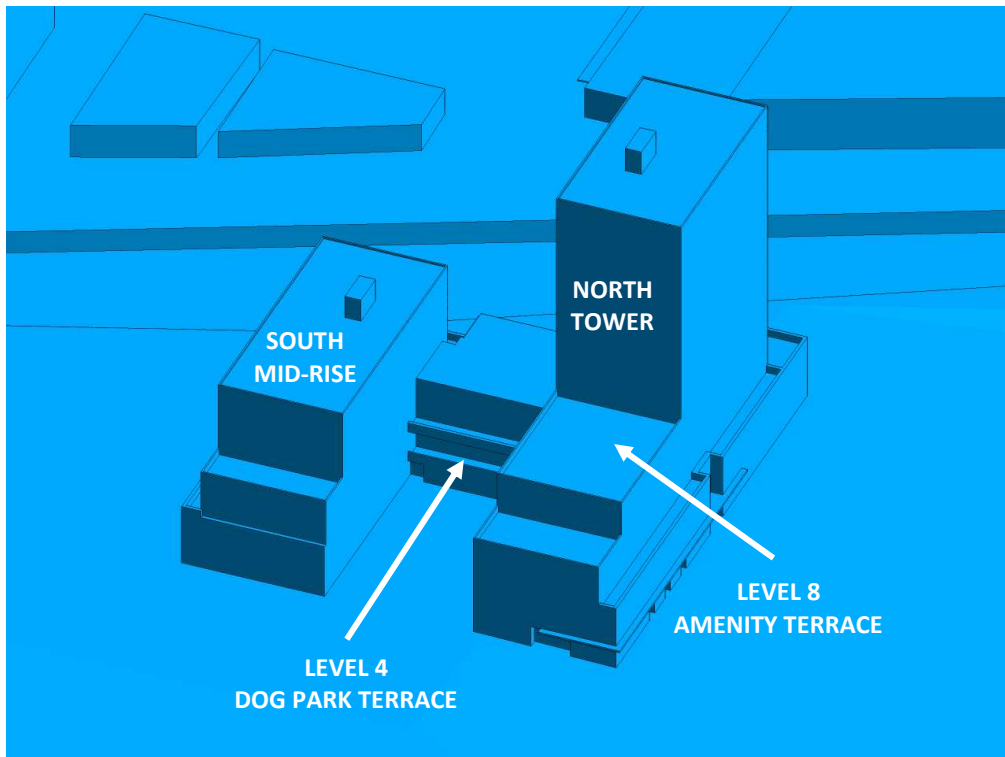 NORTH
TOWER
SOUTH
MID-RISE
LEVEL 8
AMENITY TERRACE
LEVEL 4
DOG PARK TERRACE